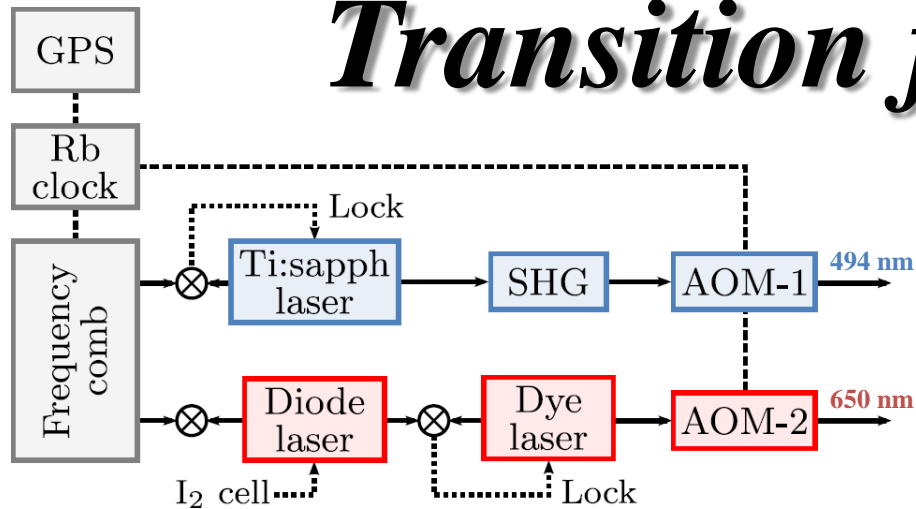 Transition
GPS
Rb
clock
Lock
Frequency
comb
Ti:sapph
laser
SHG
AOM-1
494 nm
Diode
laser
Dye
laser
AOM-2
650 nm
I₂ cell
Lock